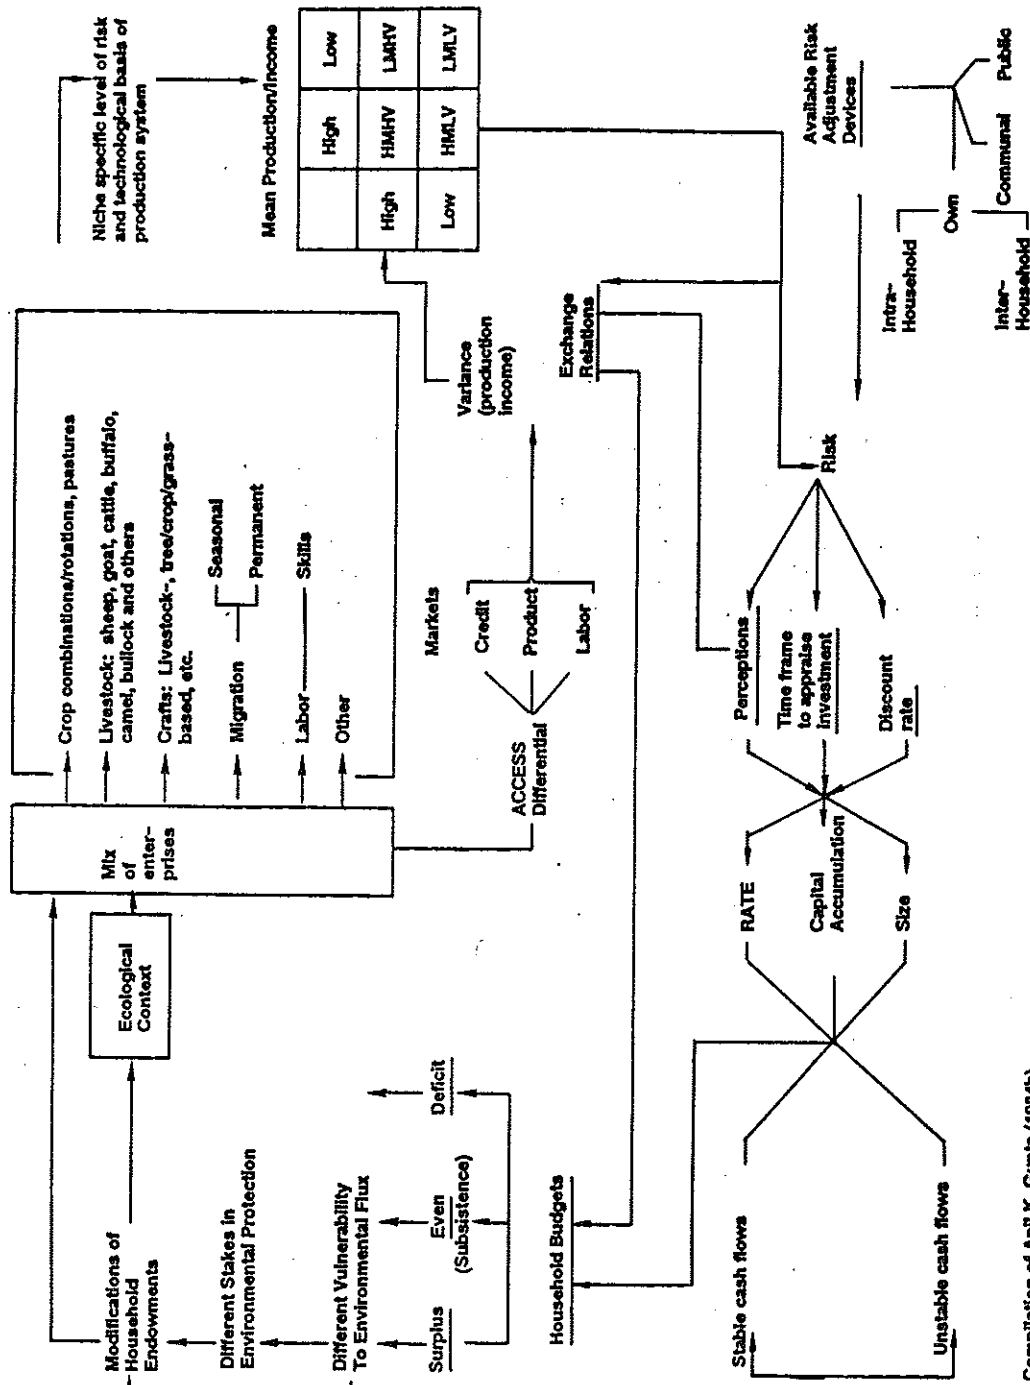 Modifications of
Household
Endowments
Different Stakes in
Environmental Protection
Different Vulnerability
To Environmental Flux
Surplus
Even
(Subsistence)
Deficit
Household Budgets
Stable cash flows
Unstable cash flows
Ecological
Context
Mix
of
enter-
prises
Crop combinations/rotations, pastures
Livestock: sheep, goat, cattle, buffalo,
camel, bullock and others
Crafts: Livestock-, tree/crop/grass-
based, etc.
Migration
Seasonal
Permanent
Labor
Skills
Other
ACCESS
Differential
Markets
Credit
Product
Labor
Variance
(production
income)
Niche specific level of risk
and technological basis of
production system
Mean Production/Income
High
Low
High
HMHV
LMHV
Low
HMLV
LMLV
Exchange
Relations
RATE
Capital
Accumulation
Size
Perceptions
Time frame
to appraise
investment
Discount
rate
Risk
Available Risk
Adjustment
Devices
Intra-
Household
Own
Inter-
Household
Communal
Public
Compilation of Anil K. Gupta (1984b)